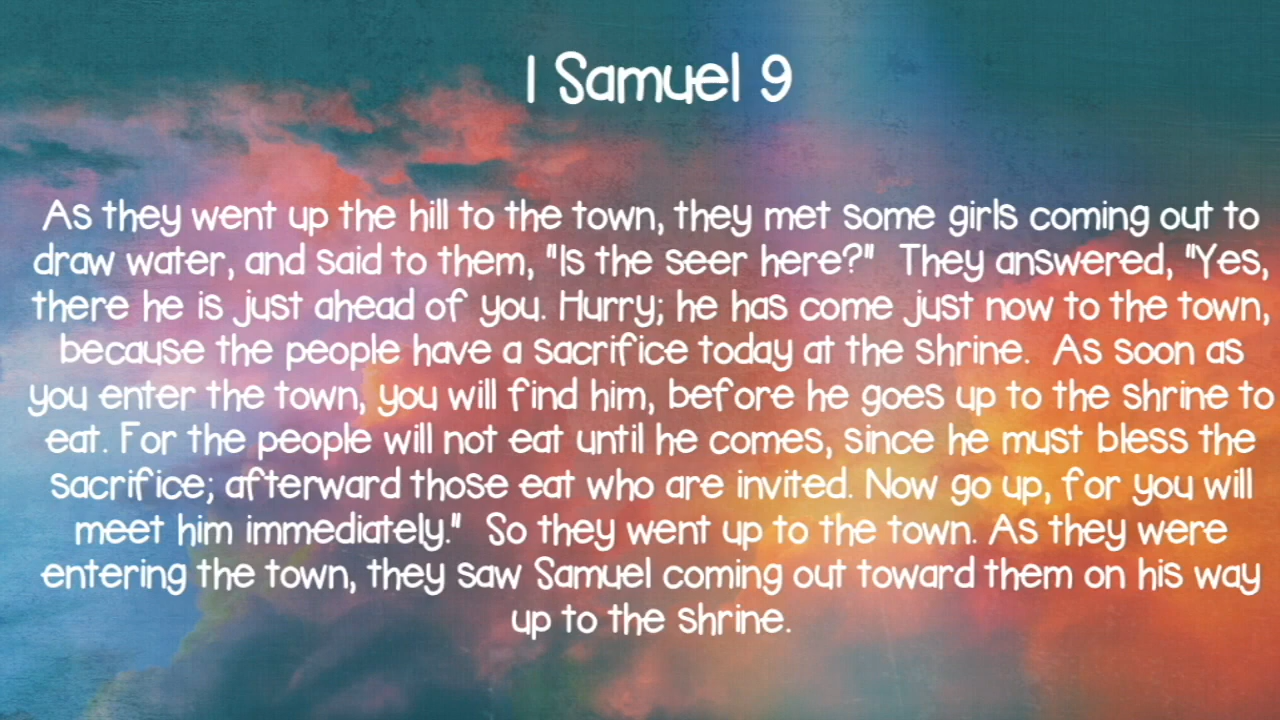 1 Samuel 9
As they went up the hill to the town, they met some girls coming out to
draw water, and said to them, "Is the seer here?"  They answered, "Yes,
there he is just ahead of you. Hurry; he has come just now to the town,
because the people have a sacrifice today at the shrine.  As soon as
you enter the town, you will find him, before he goes up to the shrine to
eat. For the people will not eat until he comes, since he must bless the
sacrifice; afterward those eat who are invited. Now go up, for you will
meet him immediately."  So they went up to the town. As they were
entering the town, they saw Samuel coming out toward them on his way
up to the shrine.